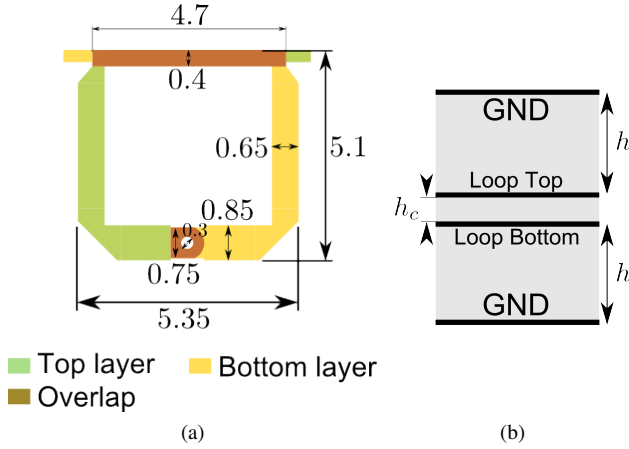 4.7
0.4
0.65
5.1
0.85
0.3
0.75
5.35
Top layer
Bottom layer
Overlap
(a)
GND
h
Loop Top
h_c
Loop Bottom
h
GND
(b)